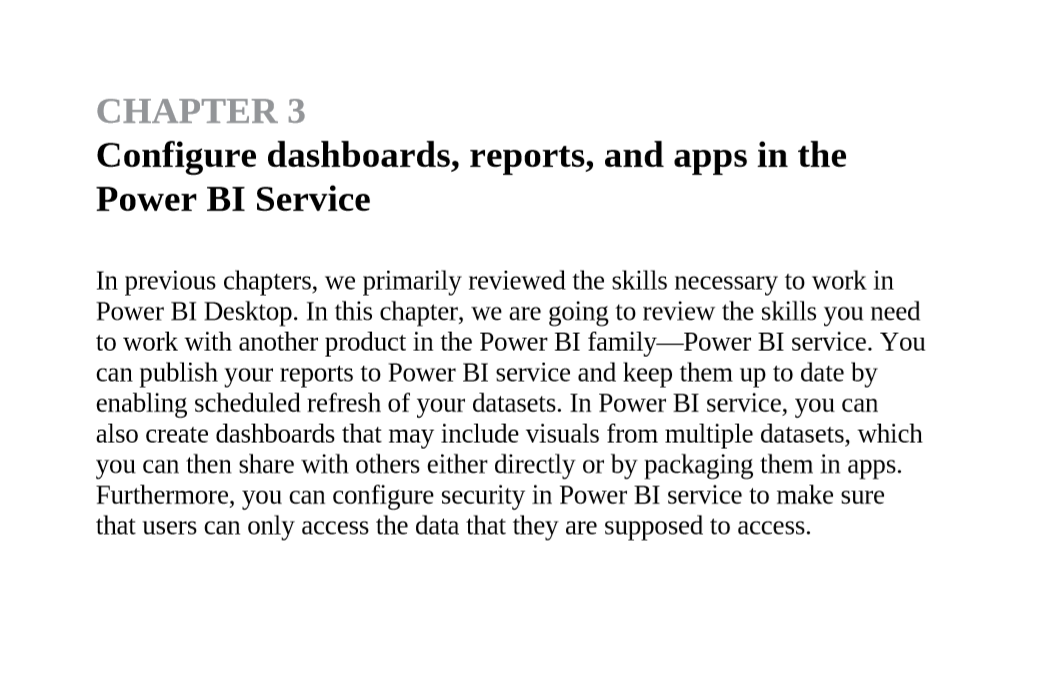 CHAPTER 3
Configure dashboards, reports, and apps in the
Power BI Service
In previous chapters, we primarily reviewed the skills necessary to work in
Power BI Desktop. In this chapter, we are going to review the skills you need
to work with another product in the Power BI family—Power BI service. You
can publish your reports to Power BI service and keep them up to date by
enabling scheduled refresh of your datasets. In Power BI service, you can
also create dashboards that may include visuals from multiple datasets, which
you can then share with others either directly or by packaging them in apps.
Furthermore, you can configure security in Power BI service to make sure
that users can only access the data that they are supposed to access.